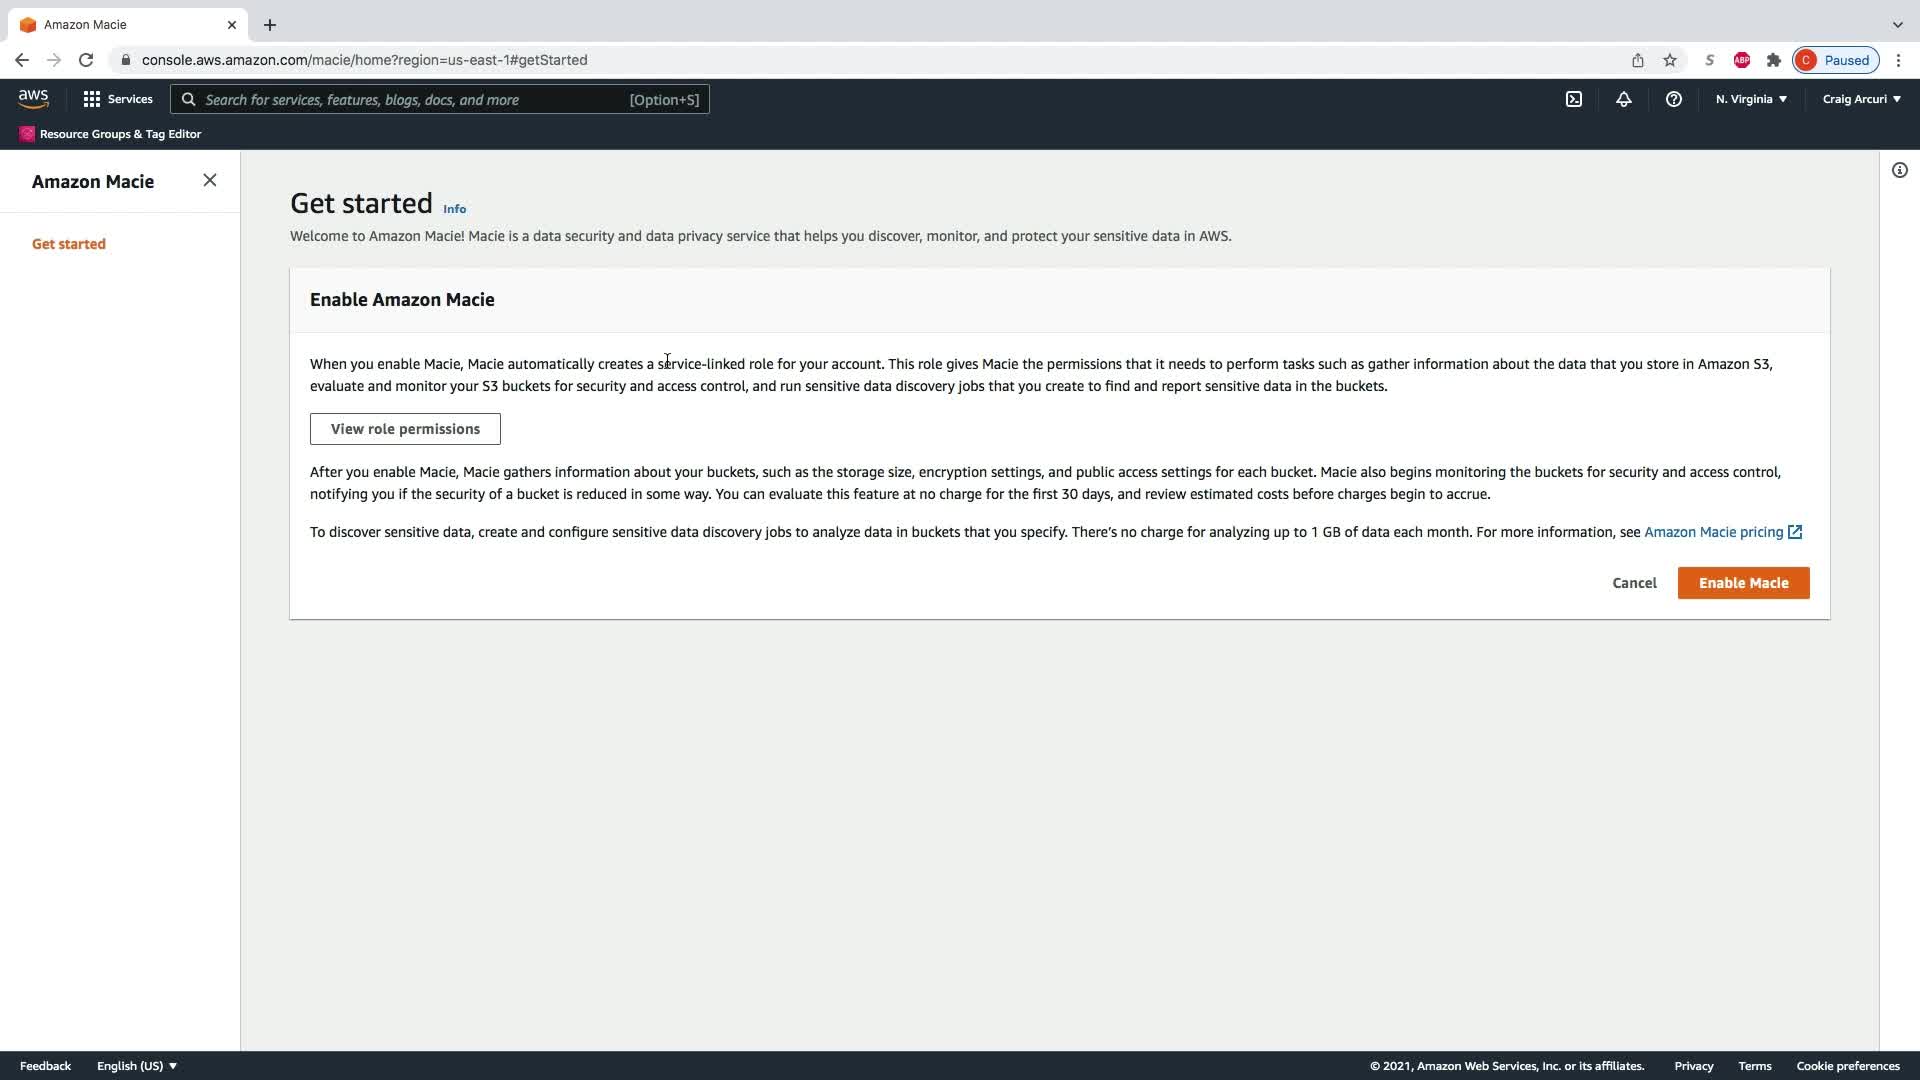 Amazon Macie
console.aws.amazon.com/macie/home?region=us-east-1#getStarted
S
ABP
C Paused
aws
Services
Search for services, features, blogs, docs, and more [Option+S]
N. Virginia
Craig Arcuri
Resource Groups & Tag Editor
Amazon Macie
Get started
Get started Info
Welcome to Amazon Macie! Macie is a data security and data privacy service that helps you discover, monitor, and protect your sensitive data in AWS.
Enable Amazon Macie
When you enable Macie, Macie automatically creates a service-linked role for your account. This role gives Macie the permissions that it needs to perform tasks such as gather information about the data that you store in Amazon S3,
evaluate and monitor your S3 buckets for security and access control, and run sensitive data discovery jobs that you create to find and report sensitive data in the buckets.
View role permissions
After you enable Macie, Macie gathers information about your buckets, such as the storage size, encryption settings, and public access settings for each bucket. Macie also begins monitoring the buckets for security and access control,
notifying you if the security of a bucket is reduced in some way. You can evaluate this feature at no charge for the first 30 days, and review estimated costs before charges begin to accrue.
To discover sensitive data, create and configure sensitive data discovery jobs to analyze data in buckets that you specify. There's no charge for analyzing up to 1 GB of data each month. For more information, see Amazon Macie pricing
Cancel
Enable Macie
Feedback
English (US)
© 2021, Amazon Web Services, Inc. or its affiliates.
Privacy
Terms
Cookie preferences